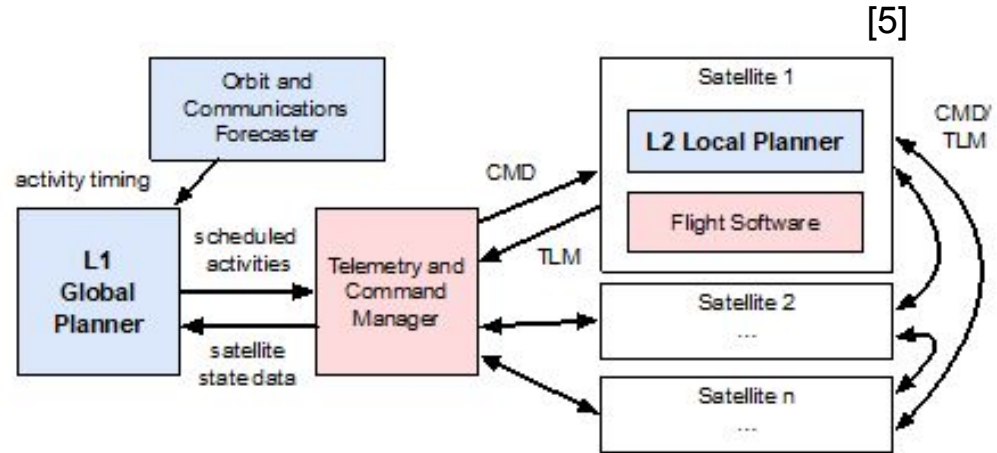 [5]
Orbit and
Communications
Forecaster
activity timing
L1
Global
Planner
scheduled
activities
satellite
state data
Telemetry and
Command
Manager
CMD
TLM
Satellite 1
L2 Local Planner
Flight Software
CMD/
TLM
Satellite 2
...
Satellite n
...